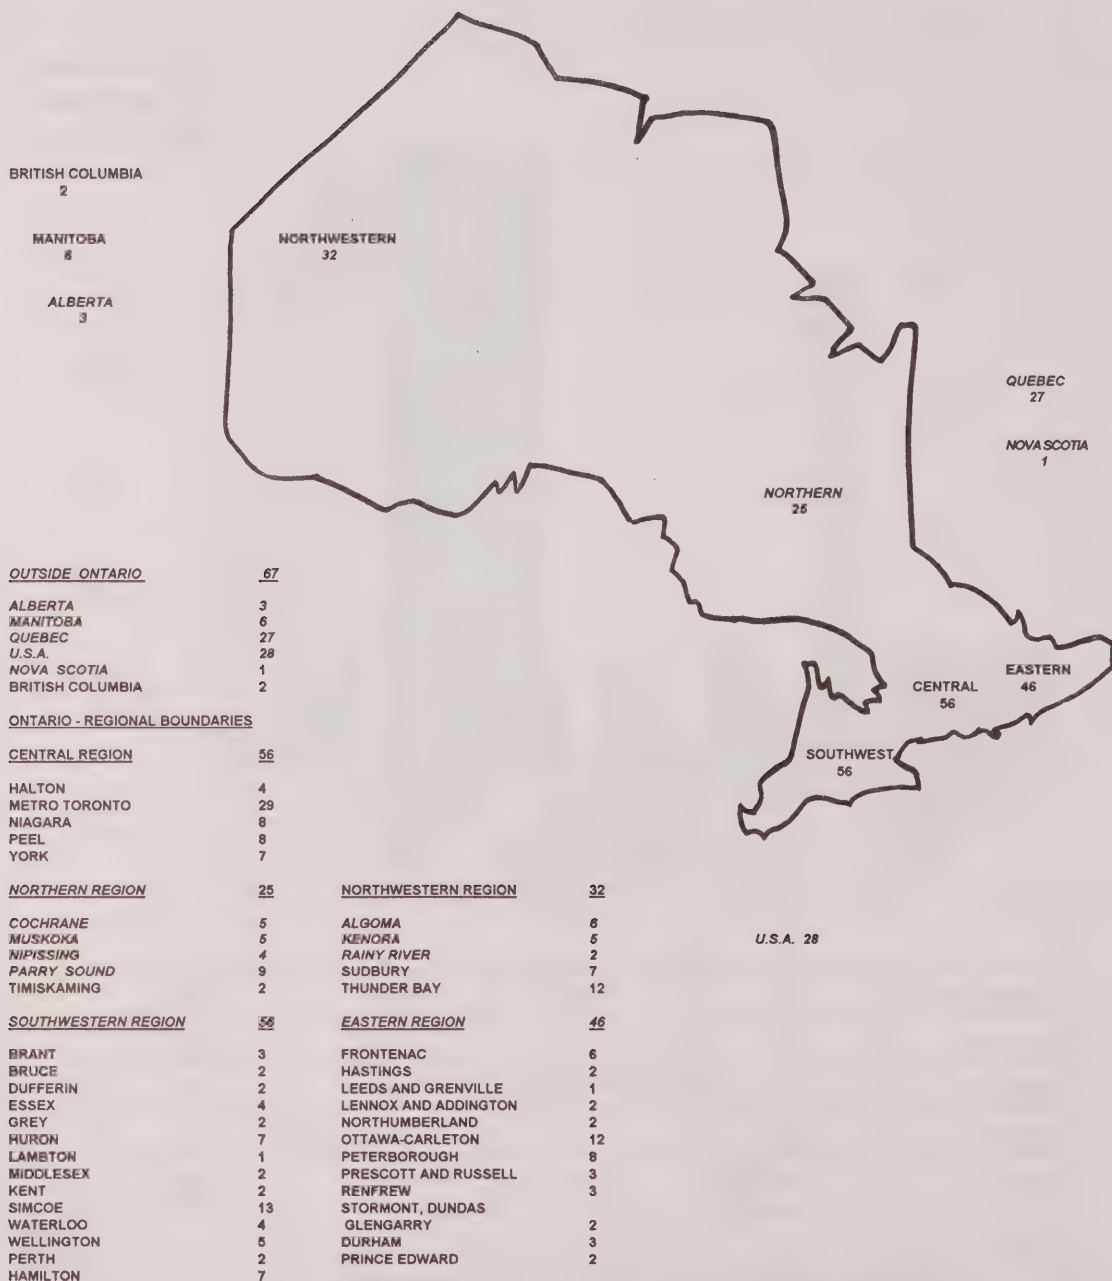 BRITISH COLUMBIA
2
MANITOBA
6
ALBERTA
3
NORTHWESTERN
32
QUEBEC
27
NOVA SCOTIA
1
NORTHERN
25
EASTERN
46
CENTRAL
56
SOUTHWEST
56
U.S.A. 28
OUTSIDE ONTARIO 67
ALBERTA 3
MANITOBA 6
QUEBEC 27
U.S.A. 28
NOVA SCOTIA 1
BRITISH COLUMBIA 2
ONTARIO - REGIONAL BOUNDARIES
CENTRAL REGION 56
HALTON 4
METRO TORONTO 29
NIAGARA 8
PEEL 8
YORK 7
NORTHERN REGION 25
COCHRANE 5
MUSKOKA 5
NIPISSING 4
PARRY SOUND 9
TIMISKAMING 2
NORTHWESTERN REGION 32
ALGOMA 6
KENORA 5
RAINY RIVER 2
SUDBURY 7
THUNDER BAY 12
SOUTHWESTERN REGION 56
BRANT 3
BRUCE 2
DUFFERIN 2
ESSEX 4
GREY 2
HURON 7
LAMBTON 1
MIDDLESEX 2
KENT 2
SIMCOE 13
WATERLOO 4
WELLINGTON 5
PERTH 2
HAMILTON 7
EASTERN REGION 46
FRONTENAC 6
HASTINGS 2
LEEDS AND GRENVILLE 1
LENNOX AND ADDINGTON 2
NORTHUMBERLAND 2
OTTAWA-CARLETON 12
PETERBOROUGH 8
PRESCOTT AND RUSSELL 3
RENFREW 3
STORMONT, DUNDAS
GLENGARRY 2
DURHAM 3
PRINCE EDWARD 2